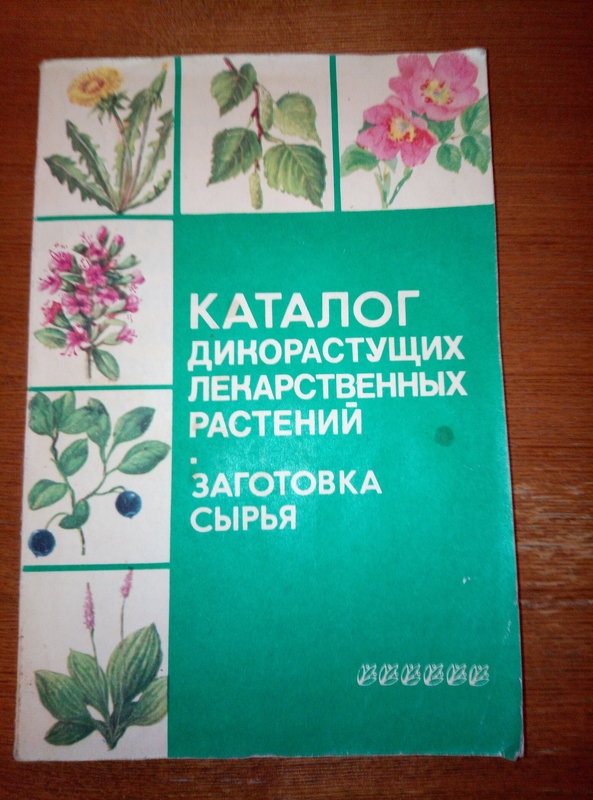 КАТАЛОГ
ДИКОРАСТУЩИХ
ЛЕКАРСТВЕННЫХ
РАСТЕНИЙ
.
ЗАГОТОВКА
СЫРЬЯ